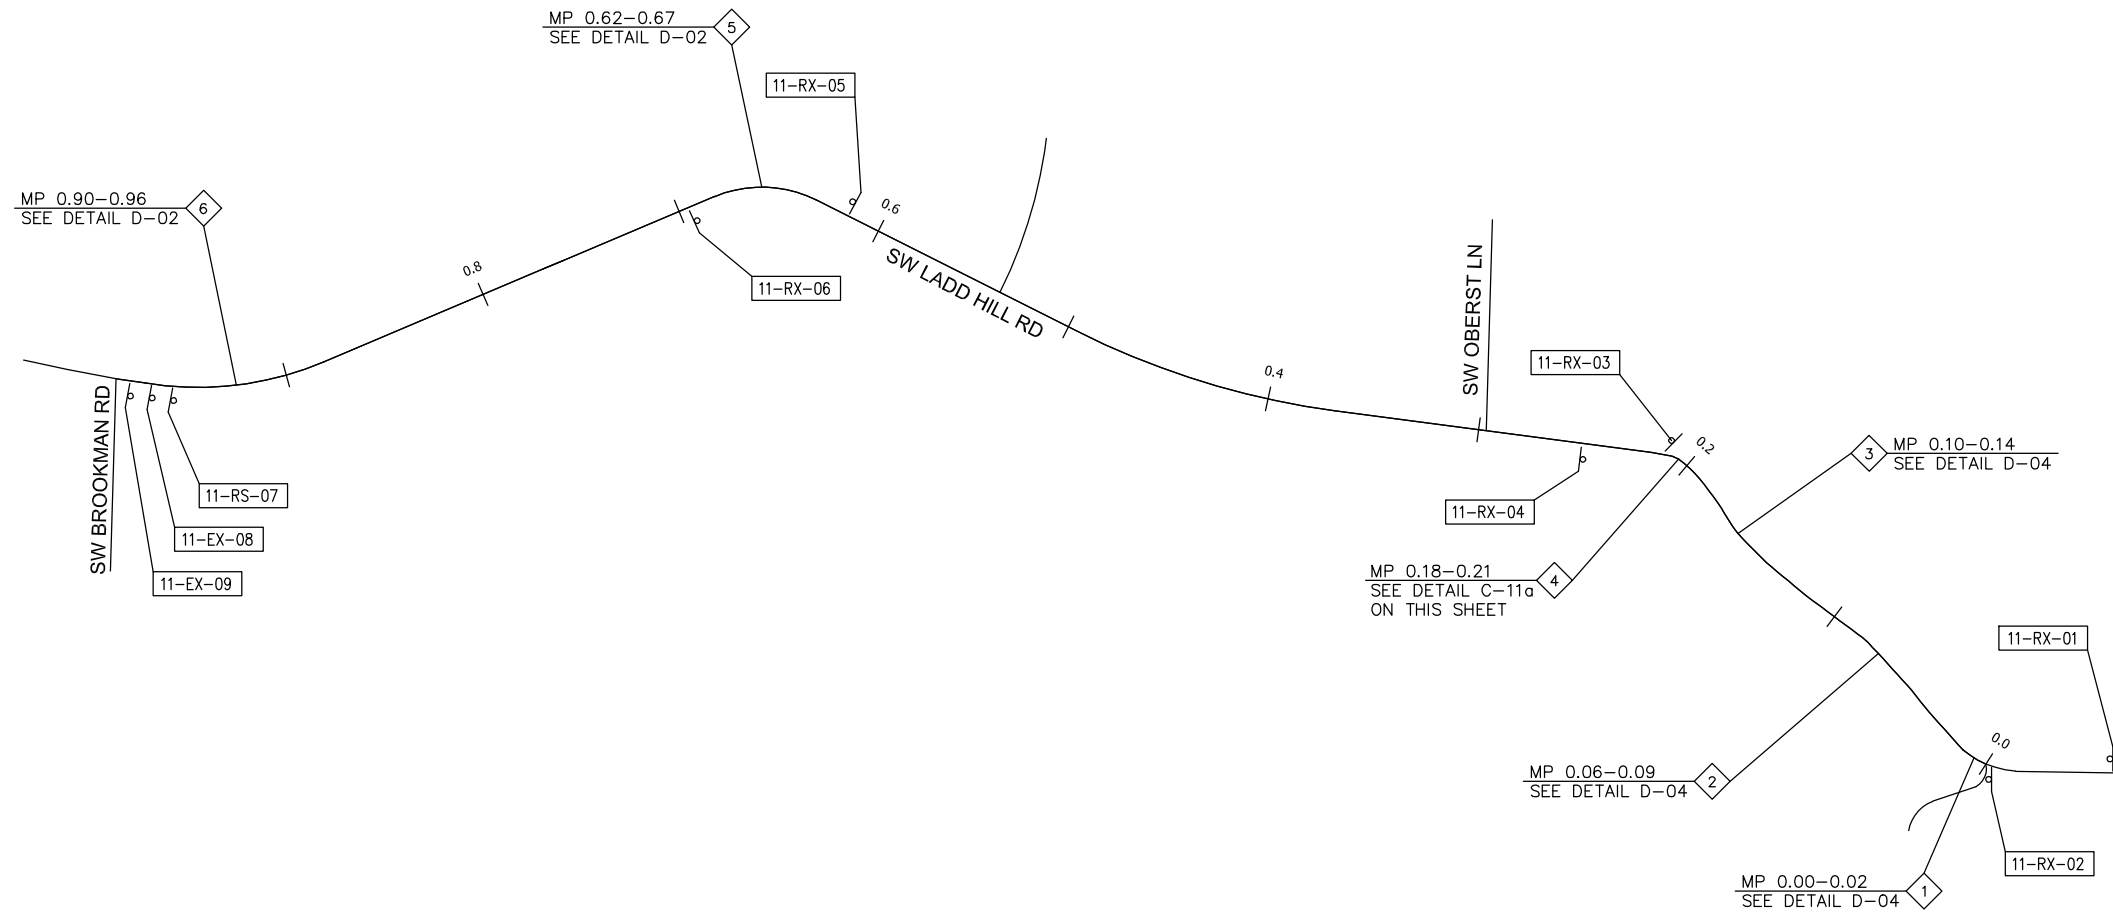 MP 0.62-0.67
SEE DETAIL D-02
5
11-RX-05
MP 0.90-0.96
SEE DETAIL D-02
6
0.6
0.8
11-RX-06
SW LADD HILL RD
SW OBERST LN
11-RX-03
0.4
0.2
3
MP 0.10-0.14
SEE DETAIL D-04
SW BROOKMAN RD
11-RS-07
11-RX-04
11-EX-08
11-EX-09
MP 0.18-0.21
SEE DETAIL C-11a
ON THIS SHEET
4
11-RX-01
0.0
MP 0.06-0.09
SEE DETAIL D-04
2
11-RX-02
MP 0.00-0.02
SEE DETAIL D-04
1